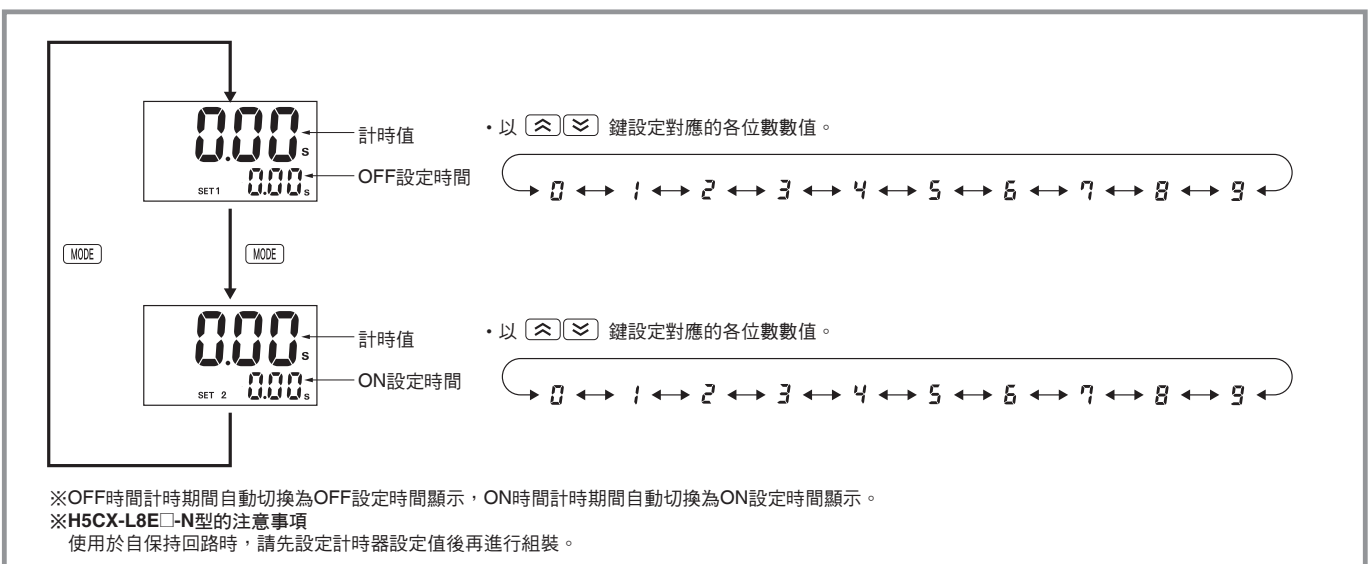 0.00 s
計時值
SET 1 0.00 s
OFF設定時間
・以 鍵設定對應的各位數數值。
0 ↔ 1 ↔ 2 ↔ 3 ↔ 4 ↔ 5 ↔ 6 ↔ 7 ↔ 8 ↔ 9
MODE
MODE
0.00 s
計時值
SET 2 0.00 s
ON設定時間
・以 鍵設定對應的各位數數值。
0 ↔ 1 ↔ 2 ↔ 3 ↔ 4 ↔ 5 ↔ 6 ↔ 7 ↔ 8 ↔ 9
※OFF時間計時期間自動切換為OFF設定時間顯示，ON時間計時期間自動切換為ON設定時間顯示。
※H5CX-L8E□-N型的注意事項
使用於自保持回路時，請先設定計時器設定值後再進行組裝。